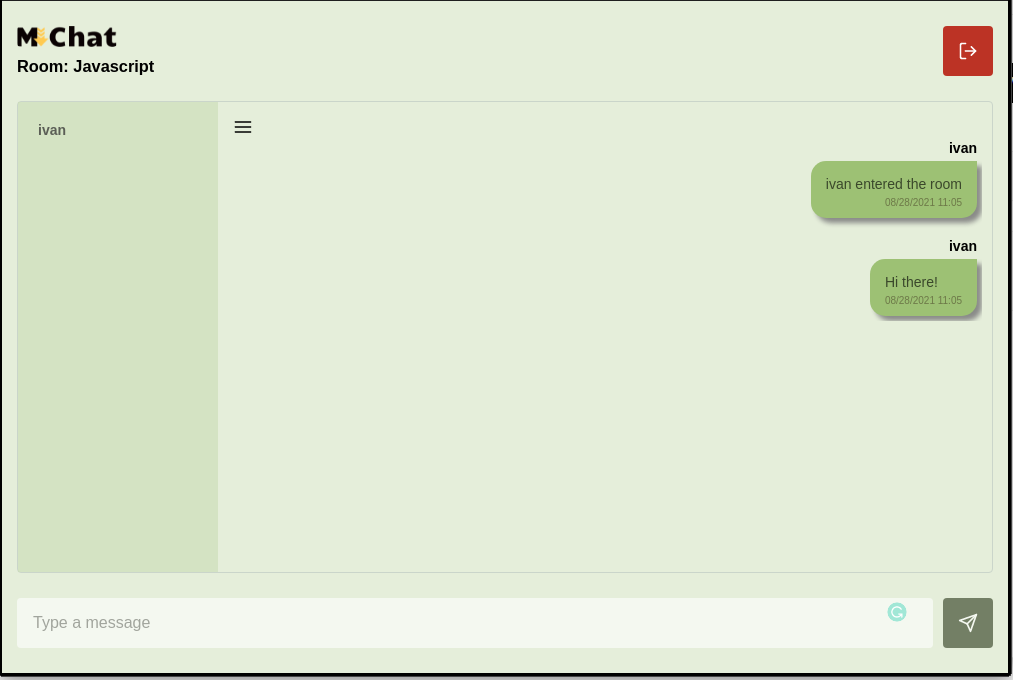 M Chat
Room: Javascript
ivan
ivan
ivan entered the room
08/28/2021 11:05
ivan
Hi there!
08/28/2021 11:05
Type a message